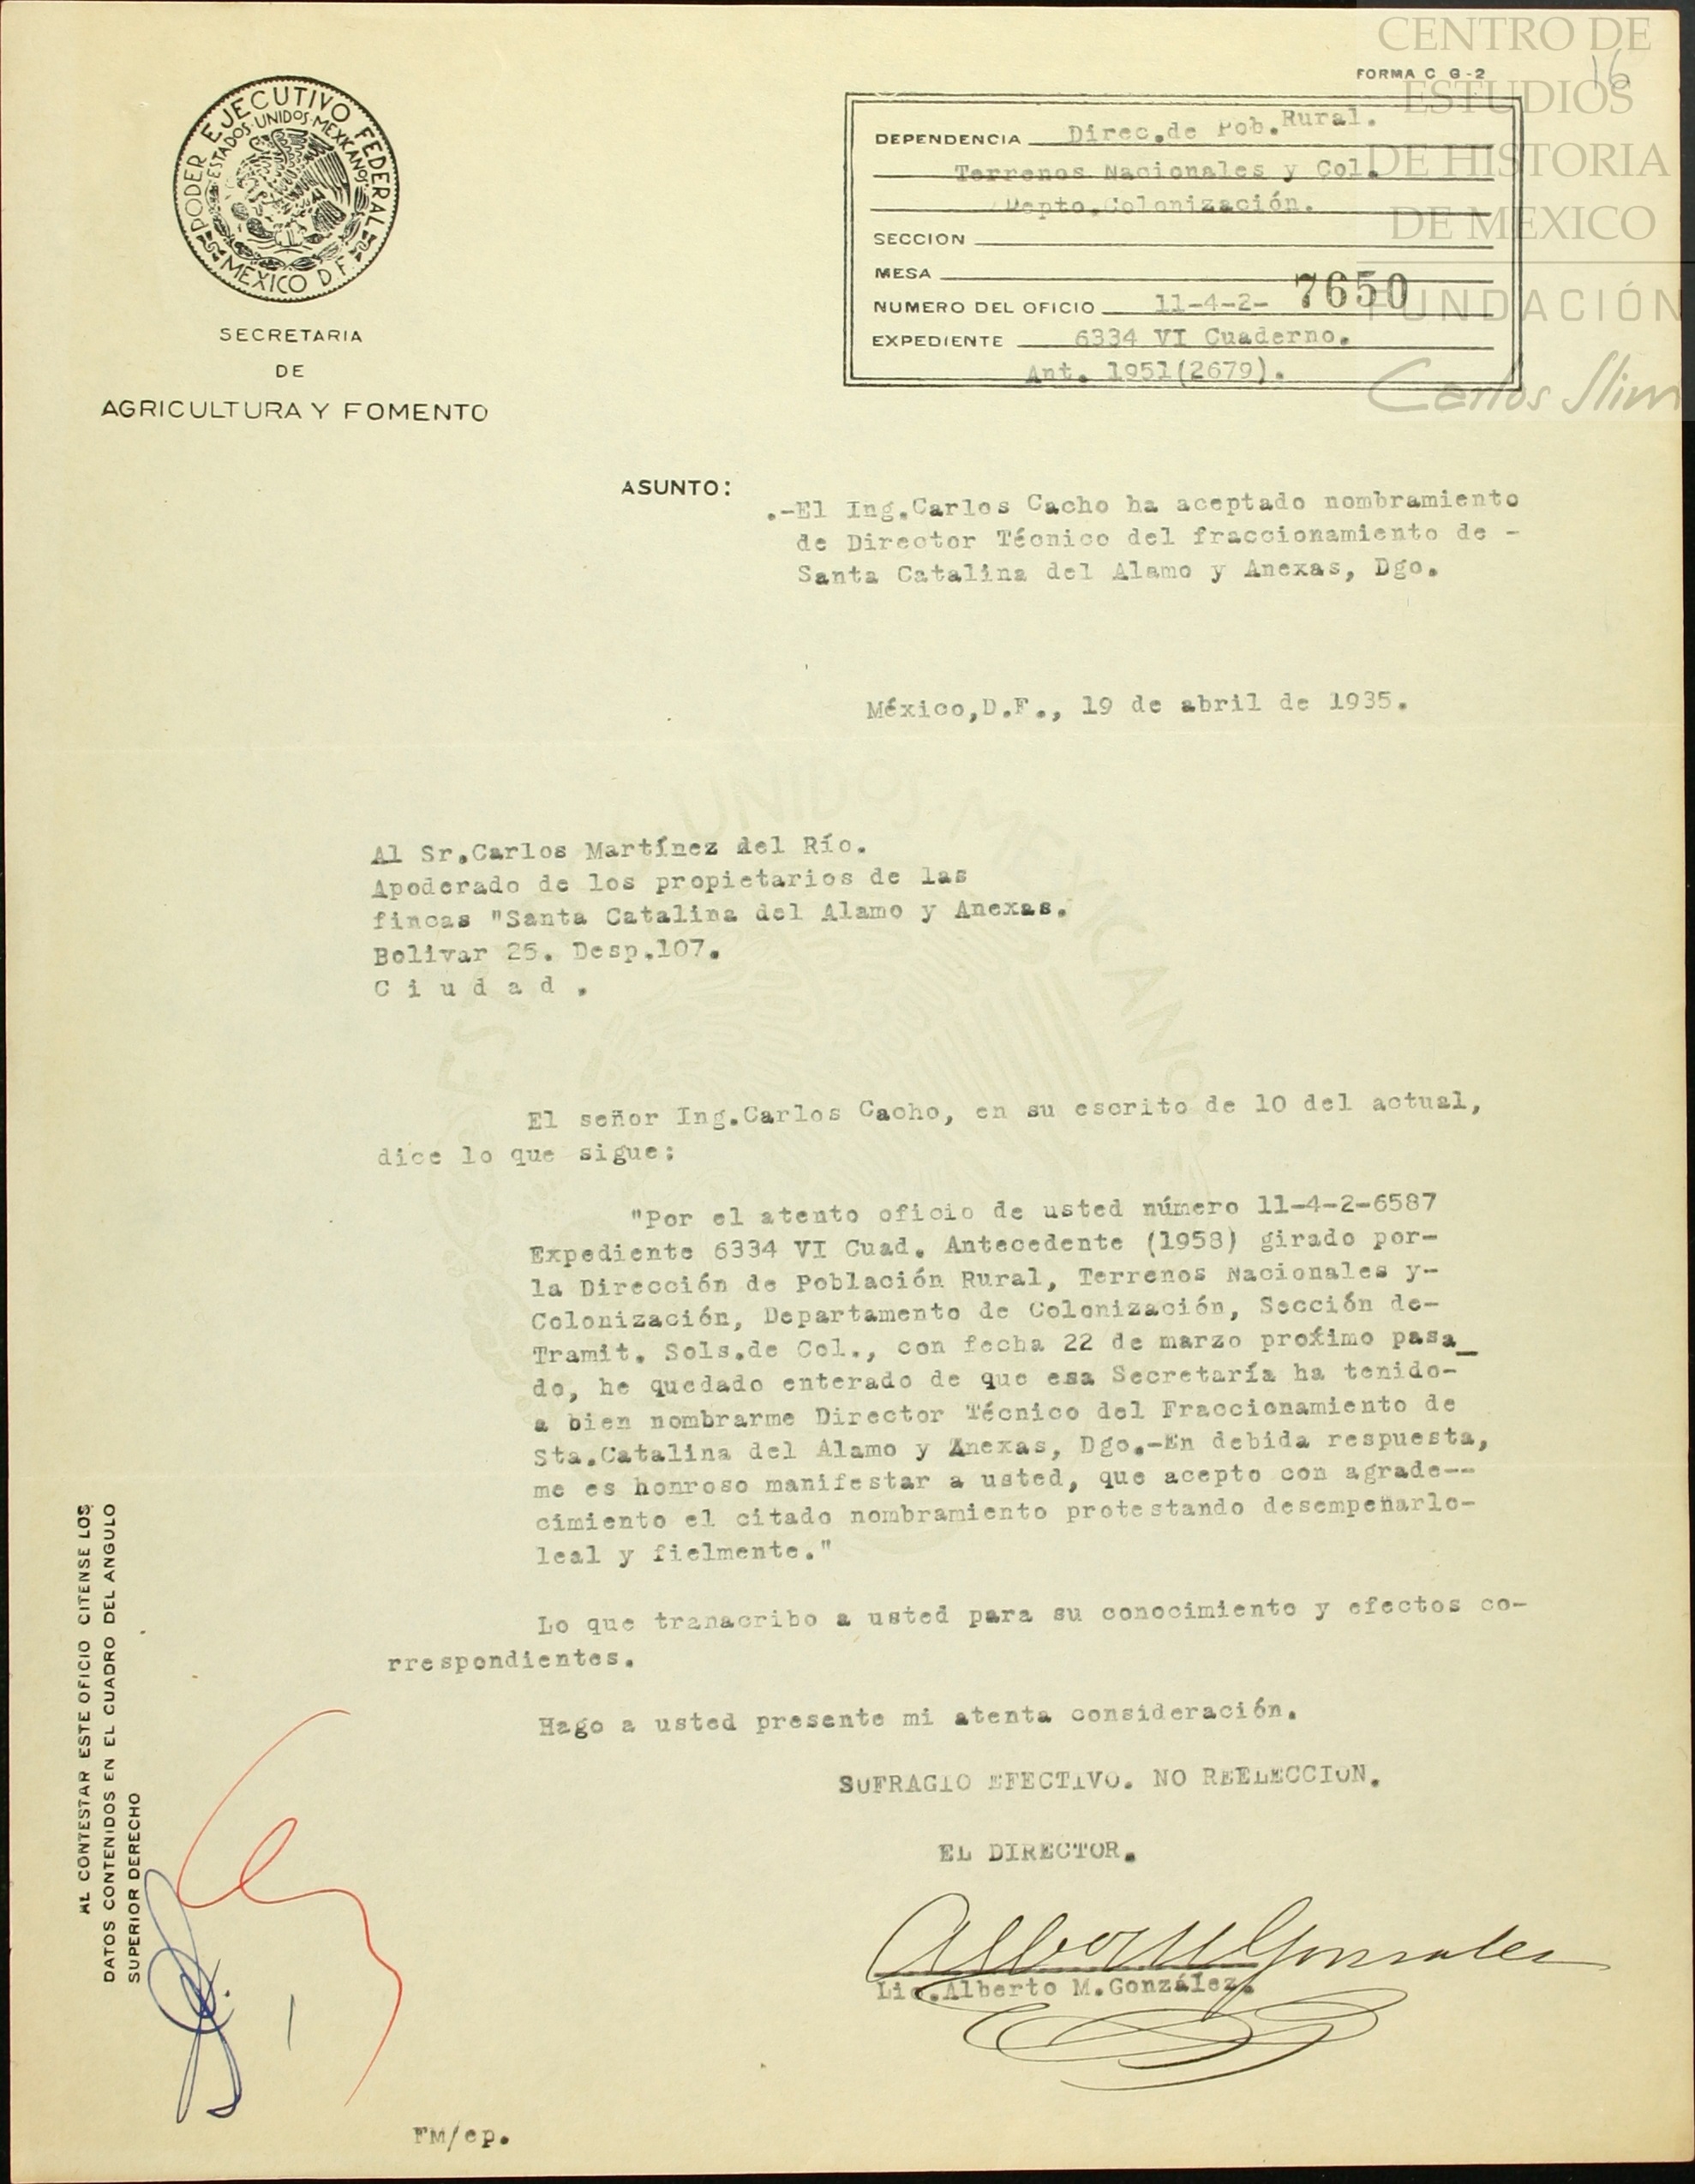 CENTRO DE
ESTUDIOS
DE HISTORIA
DE MEXICO
FUNDACIÓN
Carlos Slim
16
FORMA C G-2
PODER EJECUTIVO FEDERAL
ESTADOS·UNIDOS·MEXICANOS
MEXICO D.F.
SECRETARIA
DE
AGRICULTURA Y FOMENTO
DEPENDENCIA Direc.de Pob.Rural.
Terrenos Nacionales y Col.
Depto.Colonización.
SECCION
MESA
NUMERO DEL OFICIO 11-4-2- 7650
EXPEDIENTE 6334 VI Cuaderno.
Ant. 1951(2679).
ASUNTO:
.-El Ing.Carlos Cacho ha aceptado nombramiento
de Director Técnico del fraccionamiento de -
Santa Catalina del Alamo y Anexas, Dgo.
México,D.F., 19 de abril de 1935.
Al Sr.Carlos Martínez del Río.
Apoderado de los propietarios de las
fincas "Santa Catalina del Alamo y Anexas.
Bolivar 25. Desp.107.
C i u d a d .
UNIDOS MEXICANOS
El señor Ing.Carlos Cacho, en su escrito de 10 del actual,
dice lo que sigue:
"Por el atento oficio de usted número 11-4-2-6587
Expediente 6334 VI Cuad. Antecedente (1958) girado por-
la Dirección de Población Rural, Terrenos Nacionales y-
Colonización, Departamento de Colonización, Sección de-
Tramit. Sols.de Col., con fecha 22 de marzo proximo pasa_
do, he quedado enterado de que esa Secretaría ha tenido-
a bien nombrarme Director Técnico del Fraccionamiento de
Sta.Catalina del Alamo y Anexas, Dgo.-En debida respuesta,
me es honroso manifestar a usted, que acepto con agrade--
cimiento el citado nombramiento protestando desempeñarlo-
leal y fielmente."
Lo que transcribo a usted para su conocimiento y efectos co-
rrespondientes.
Hago a usted presente mi atenta consideración.
SUFRAGIO EFECTIVO. NO REELECCION.
EL DIRECTOR.
Alberto M Gonzalez
Lic.Alberto M.González.
AL CONTESTAR ESTE OFICIO CITENSE LOS
DATOS CONTENIDOS EN EL CUADRO DEL ANGULO
SUPERIOR DERECHO
FM/ep.